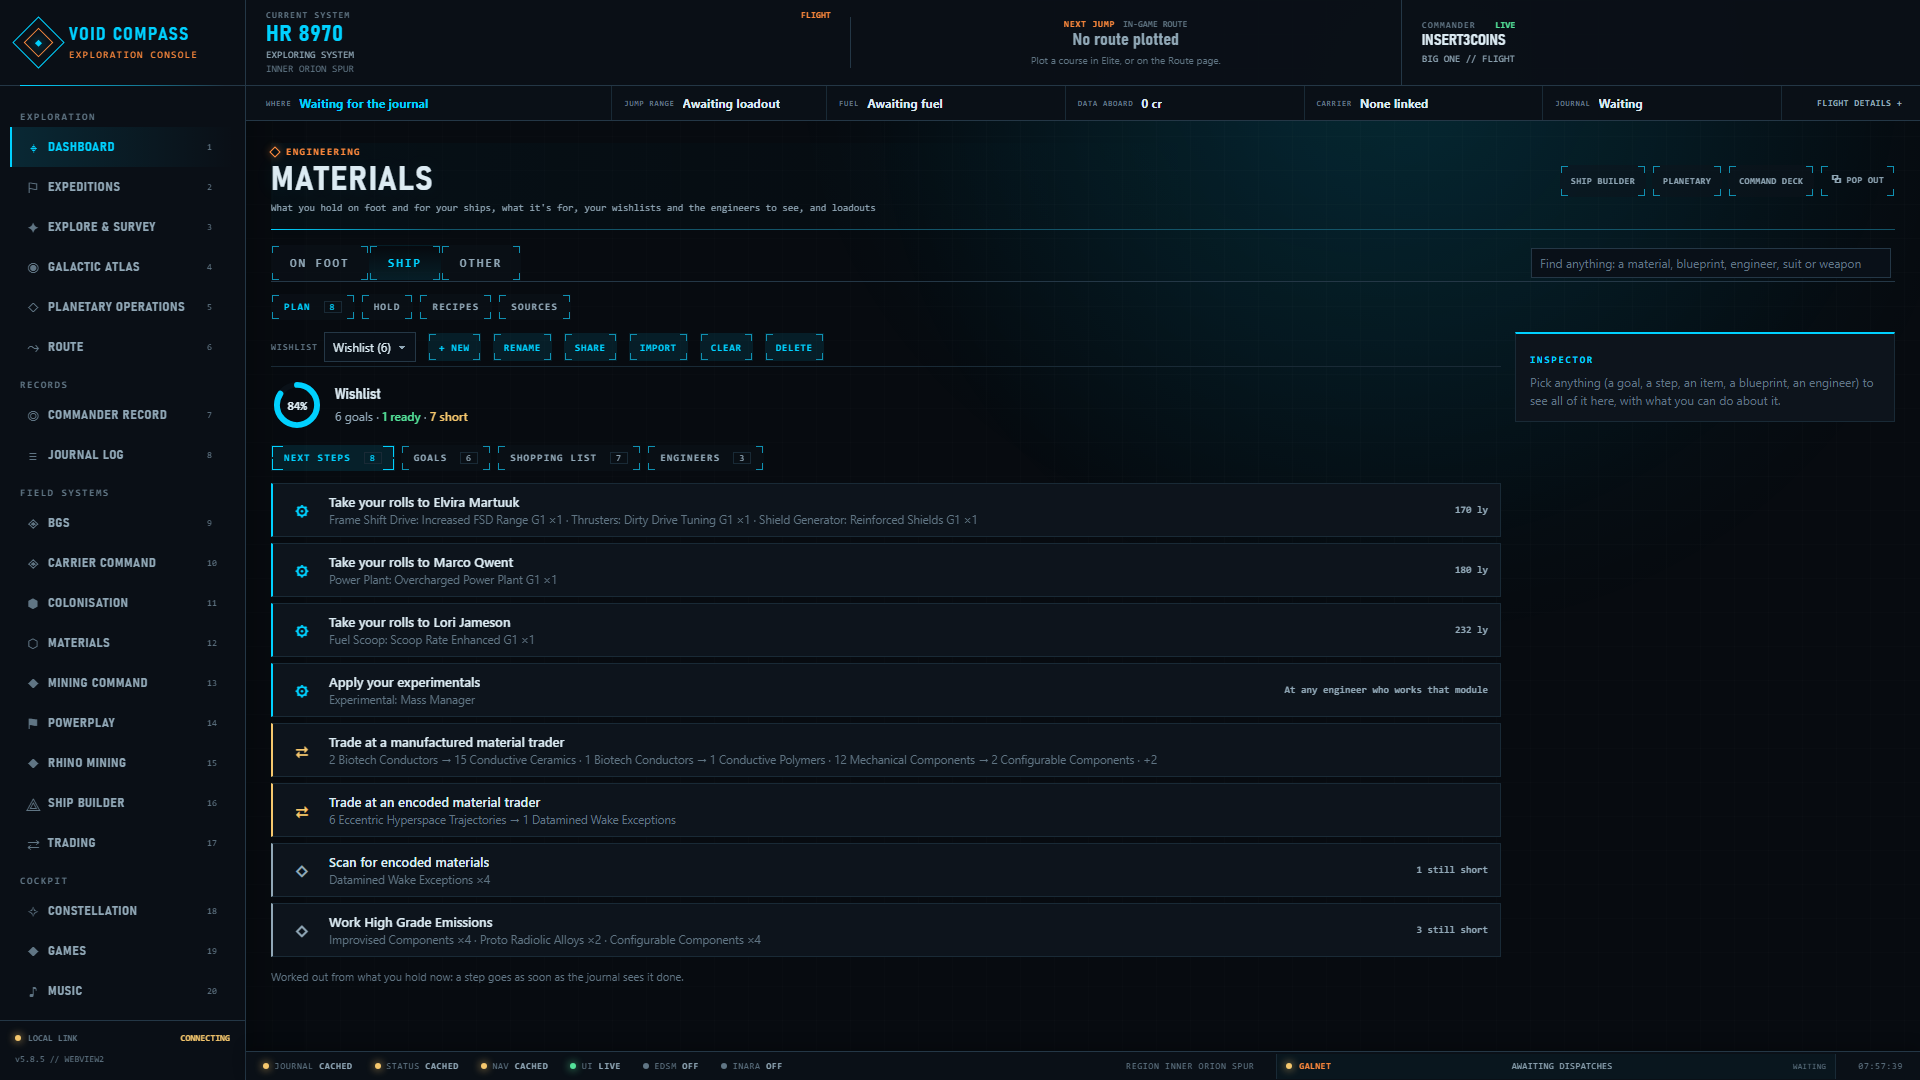 VOID COMPASS
EXPLORATION CONSOLE
CURRENT SYSTEM
FLIGHT
HR 8970
EXPLORING SYSTEM
INNER ORION SPUR
NEXT JUMP IN-GAME ROUTE
No route plotted
Plot a course in Elite, or on the Route page.
COMMANDER LIVE
INSERT3COINS
BIG ONE // FLIGHT
WHERE Waiting for the journal
JUMP RANGE Awaiting loadout
FUEL Awaiting fuel
DATA ABOARD 0 cr
CARRIER None linked
JOURNAL Waiting
FLIGHT DETAILS +
EXPLORATION
DASHBOARD 1
EXPEDITIONS 2
EXPLORE & SURVEY 3
GALACTIC ATLAS 4
PLANETARY OPERATIONS 5
ROUTE 6
RECORDS
COMMANDER RECORD 7
JOURNAL LOG 8
FIELD SYSTEMS
BGS 9
CARRIER COMMAND 10
COLONISATION 11
MATERIALS 12
MINING COMMAND 13
POWERPLAY 14
RHINO MINING 15
SHIP BUILDER 16
TRADING 17
COCKPIT
CONSTELLATION 18
GAMES 19
MUSIC 20
LOCAL LINK CONNECTING
v5.8.5 // WEBVIEW2
ENGINEERING
MATERIALS
What you hold on foot and for your ships, what it's for, your wishlists and the engineers to see, and loadouts
SHIP BUILDER
PLANETARY
COMMAND DECK
POP OUT
ON FOOT
SHIP
OTHER
Find anything: a material, blueprint, engineer, suit or weapon
PLAN 8
HOLD
RECIPES
SOURCES
WISHLIST Wishlist (6)
+ NEW
RENAME
SHARE
IMPORT
CLEAR
DELETE
84%
Wishlist
6 goals · 1 ready · 7 short
NEXT STEPS 8
GOALS 6
SHOPPING LIST 7
ENGINEERS 3
Take your rolls to Elvira Martuuk
Frame Shift Drive: Increased FSD Range G1 ×1 · Thrusters: Dirty Drive Tuning G1 ×1 · Shield Generator: Reinforced Shields G1 ×1
170 ly
Take your rolls to Marco Qwent
Power Plant: Overcharged Power Plant G1 ×1
180 ly
Take your rolls to Lori Jameson
Fuel Scoop: Scoop Rate Enhanced G1 ×1
232 ly
Apply your experimentals
Experimental: Mass Manager
At any engineer who works that module
Trade at a manufactured material trader
2 Biotech Conductors → 15 Conductive Ceramics · 1 Biotech Conductors → 1 Conductive Polymers · 12 Mechanical Components → 2 Configurable Components · +2
Trade at an encoded material trader
6 Eccentric Hyperspace Trajectories → 1 Datamined Wake Exceptions
Scan for encoded materials
Datamined Wake Exceptions ×4
1 still short
Work High Grade Emissions
Improvised Components ×4 · Proto Radiolic Alloys ×2 · Configurable Components ×4
3 still short
Worked out from what you hold now: a step goes as soon as the journal sees it done.
INSPECTOR
Pick anything (a goal, a step, an item, a blueprint, an engineer) to
see all of it here, with what you can do about it.
JOURNAL CACHED
STATUS CACHED
NAV CACHED
UI LIVE
EDSM OFF
INARA OFF
REGION INNER ORION SPUR
GALNET
AWAITING DISPATCHES
WAITING
07:57:39